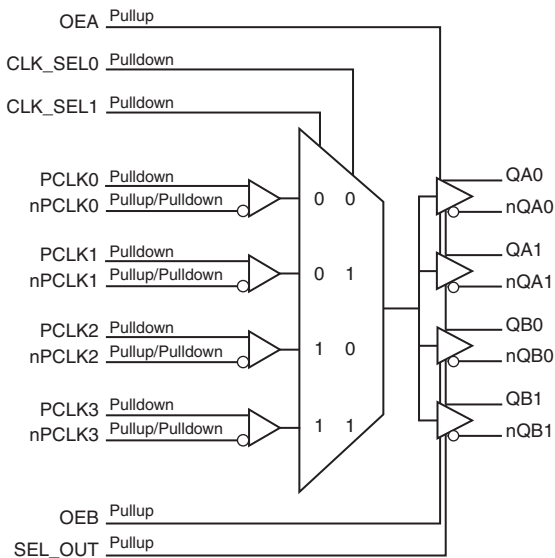 OEA Pullup
CLK_SEL0 Pulldown
CLK_SEL1 Pulldown
PCLK0 Pulldown
nPCLK0 Pullup/Pulldown
0 0
QA0
nQA0
PCLK1 Pulldown
nPCLK1 Pullup/Pulldown
0 1
QA1
nQA1
PCLK2 Pulldown
nPCLK2 Pullup/Pulldown
1 0
QB0
nQB0
PCLK3 Pulldown
nPCLK3 Pullup/Pulldown
1 1
QB1
nQB1
OEB Pullup
SEL_OUT Pullup